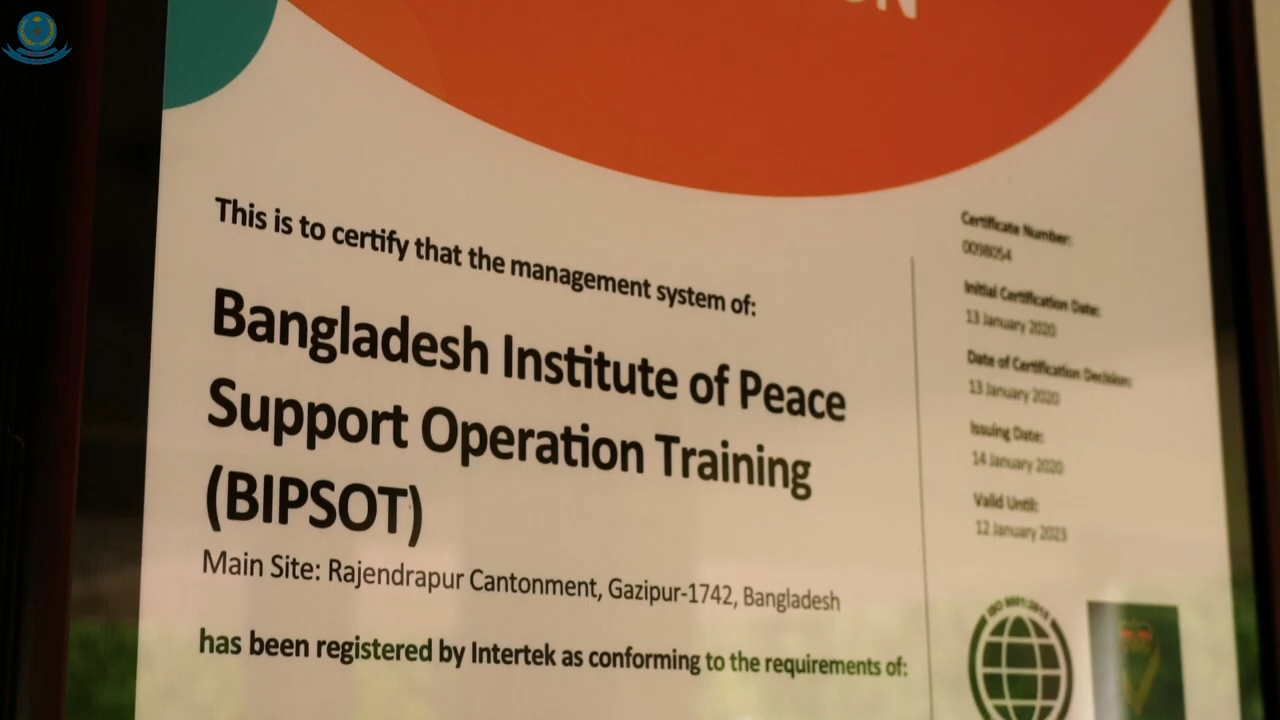 This is to certify that the management system of:
Bangladesh Institute of Peace
Support Operation Training
(BIPSOT)
Main Site: Rajendrapur Cantonment, Gazipur-1742, Bangladesh
has been registered by Intertek as conforming to the requirements of:
Certificate Number:
0098054
Initial Certification Date:
13 January 2020
Date of Certification Decision:
13 January 2020
Issuing Date:
14 January 2020
Valid Until:
12 January 2023
ISO 9001:2015